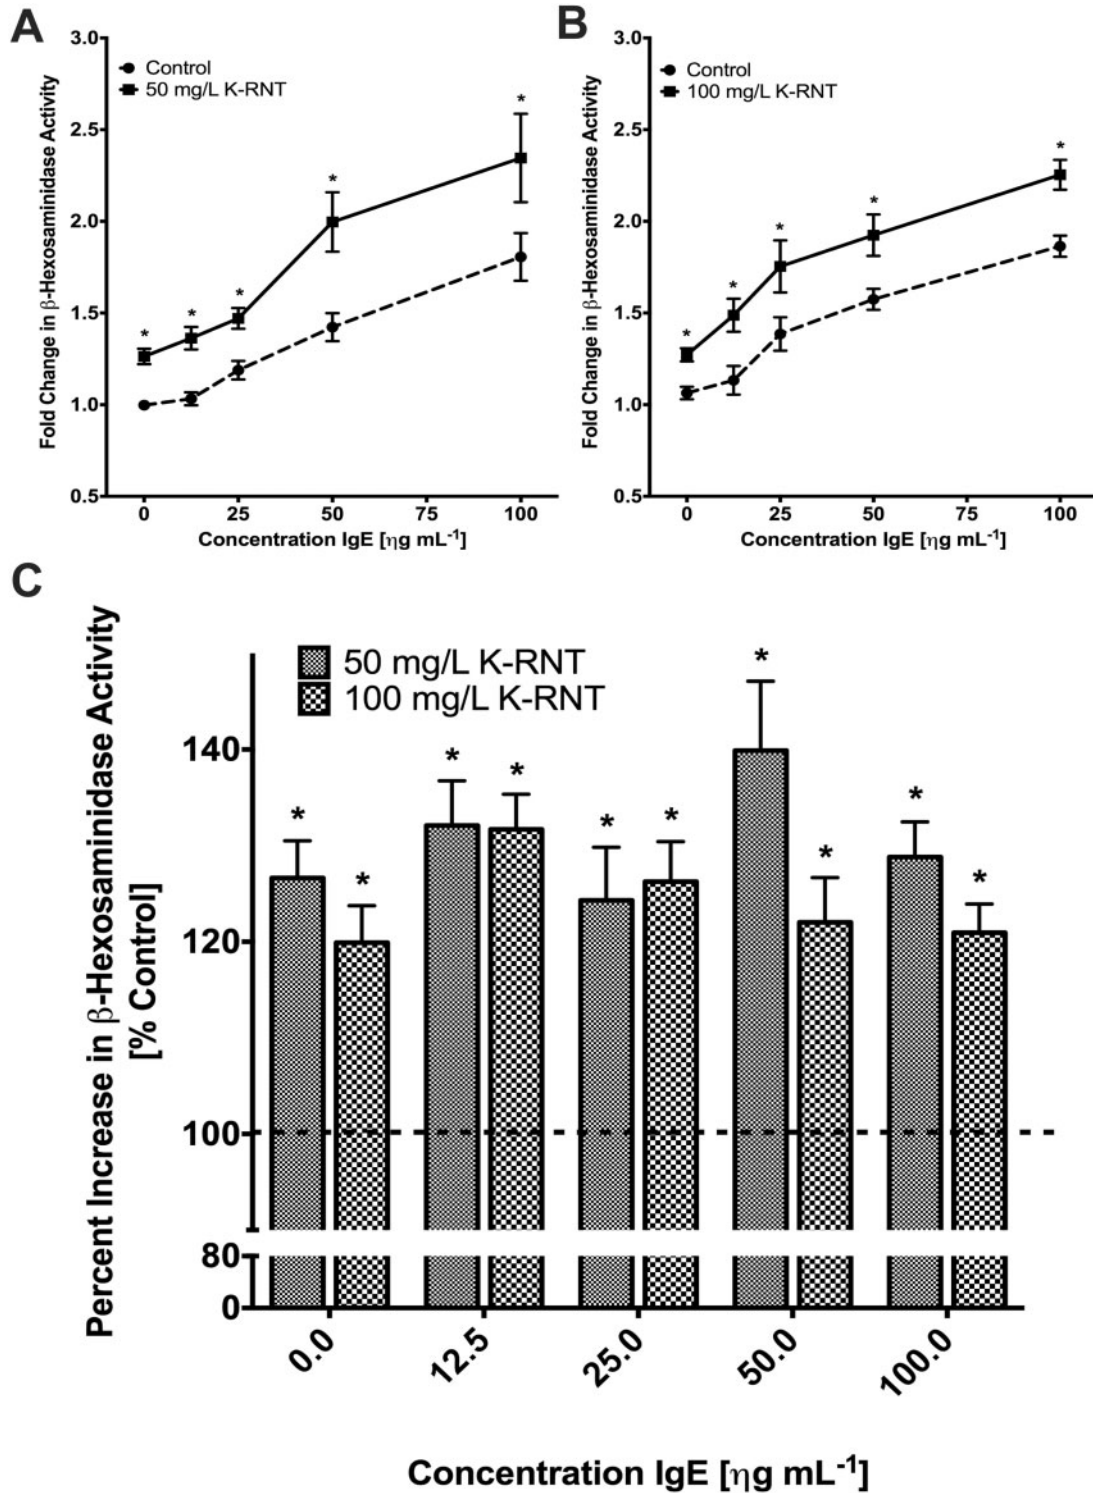 A
3.0
2.5
2.0
1.5
1.0
0.5
Fold Change in β-Hexosaminidase Activity
Control
50 mg/L K-RNT
* * * * *
0 25 50 75 100
Concentration IgE [ηg mL-1]
B
3.0
2.5
2.0
1.5
1.0
0.5
Fold Change in β-Hexosaminidase Activity
Control
100 mg/L K-RNT
* * * * *
0 25 50 75 100
Concentration IgE [ηg mL-1]
C
Percent Increase in β-Hexosaminidase Activity
[% Control]
140
120
100
80
0
50 mg/L K-RNT
100 mg/L K-RNT
* * * * * * * * * *
0.0 12.5 25.0 50.0 100.0
Concentration IgE [ηg mL-1]